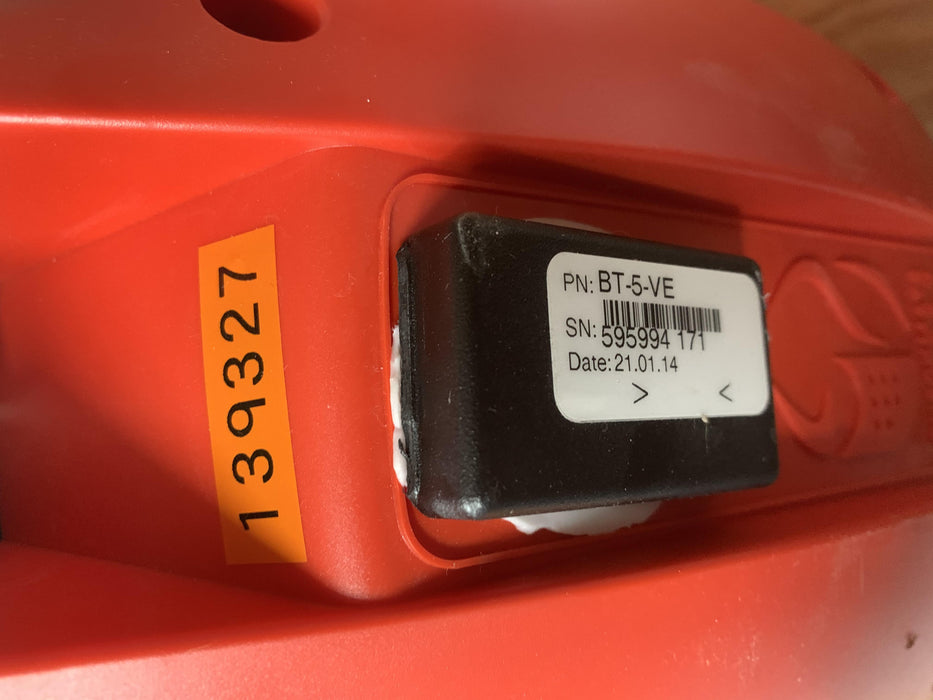 139327
PN: BT-5-VE
SN: 595994 171
Date: 21.01.14
> <